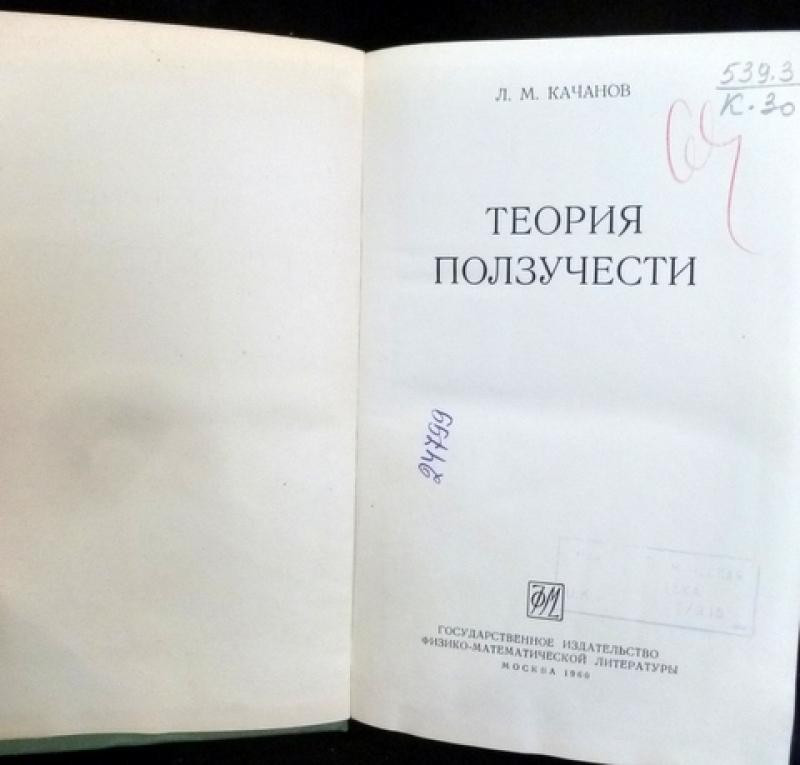 Л. М. КАЧАНОВ
539.3
К.30
ТЕОРИЯ
ПОЛЗУЧЕСТИ
24799
ФМ
ГОСУДАРСТВЕННОЕ ИЗДАТЕЛЬСТВО
ФИЗИКО-МАТЕМАТИЧЕСКОЙ ЛИТЕРАТУРЫ
МОСКВА 1960